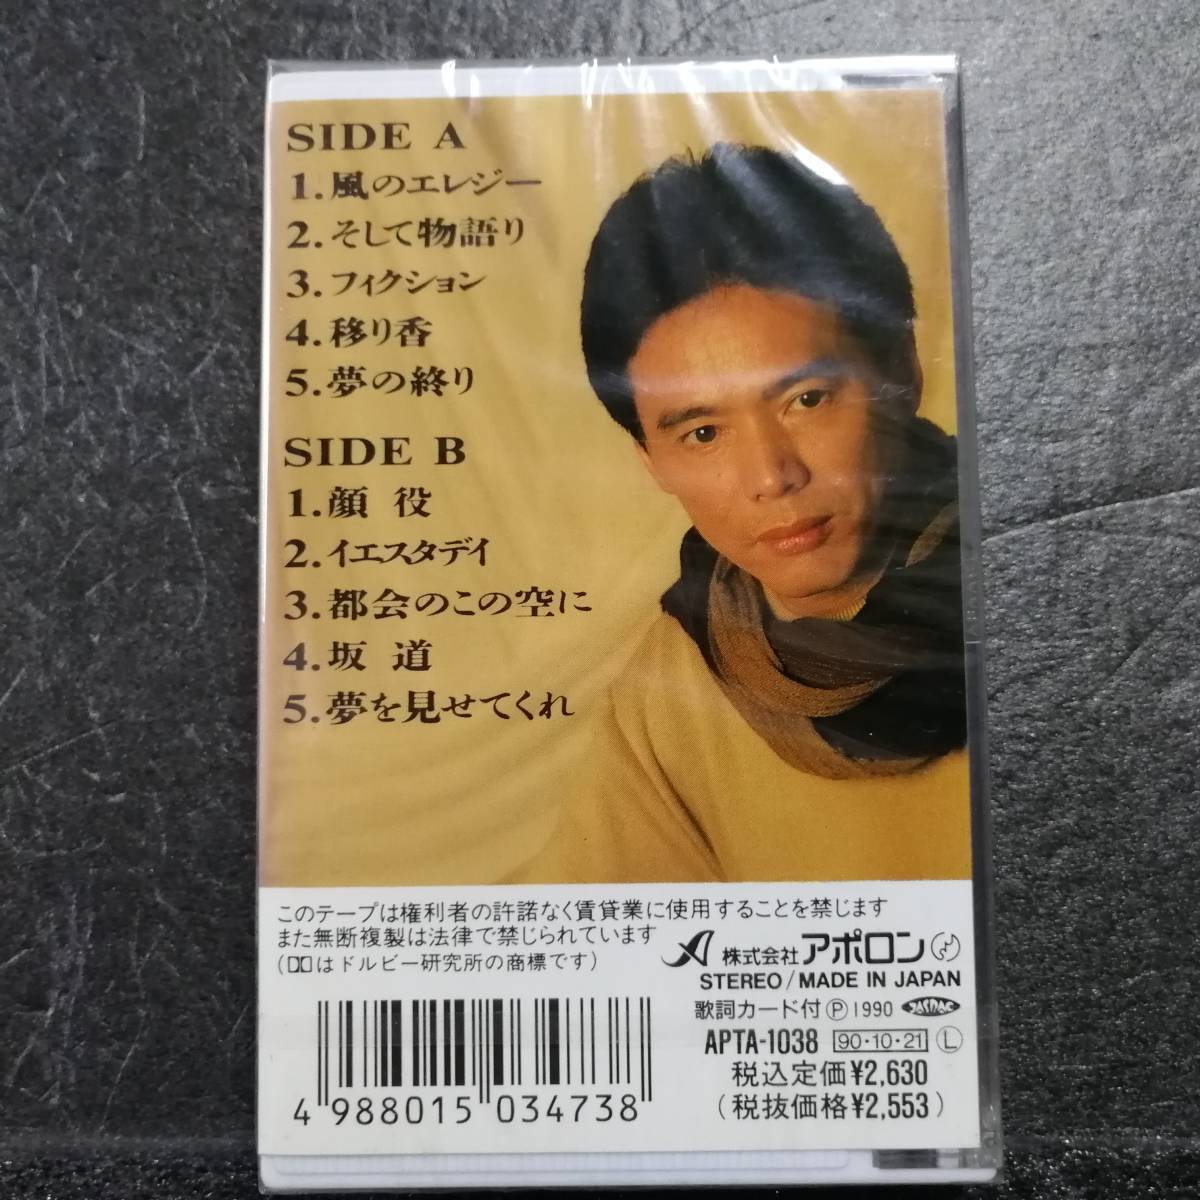 SIDE A
1.風のエレジー
2.そして物語り
3.フィクション
4.移り香
5.夢の終り
SIDE B
1.顔 役
2.イエスタデイ
3.都会のこの空に
4.坂 道
5.夢を見せてくれ
このテープは権利者の許諾なく賃貸業に使用することを禁じます
また無断複製は法律で禁じられています
(はドルビー研究所の商標です)
株式会社アポロン
STEREO/MADE IN JAPAN
歌詞カード付Ⓟ1990 JASRAC
APTA-1038 90・10・21 Ⓛ
税込定価¥2,630
(税抜価格¥2,553)
4 988015 034738